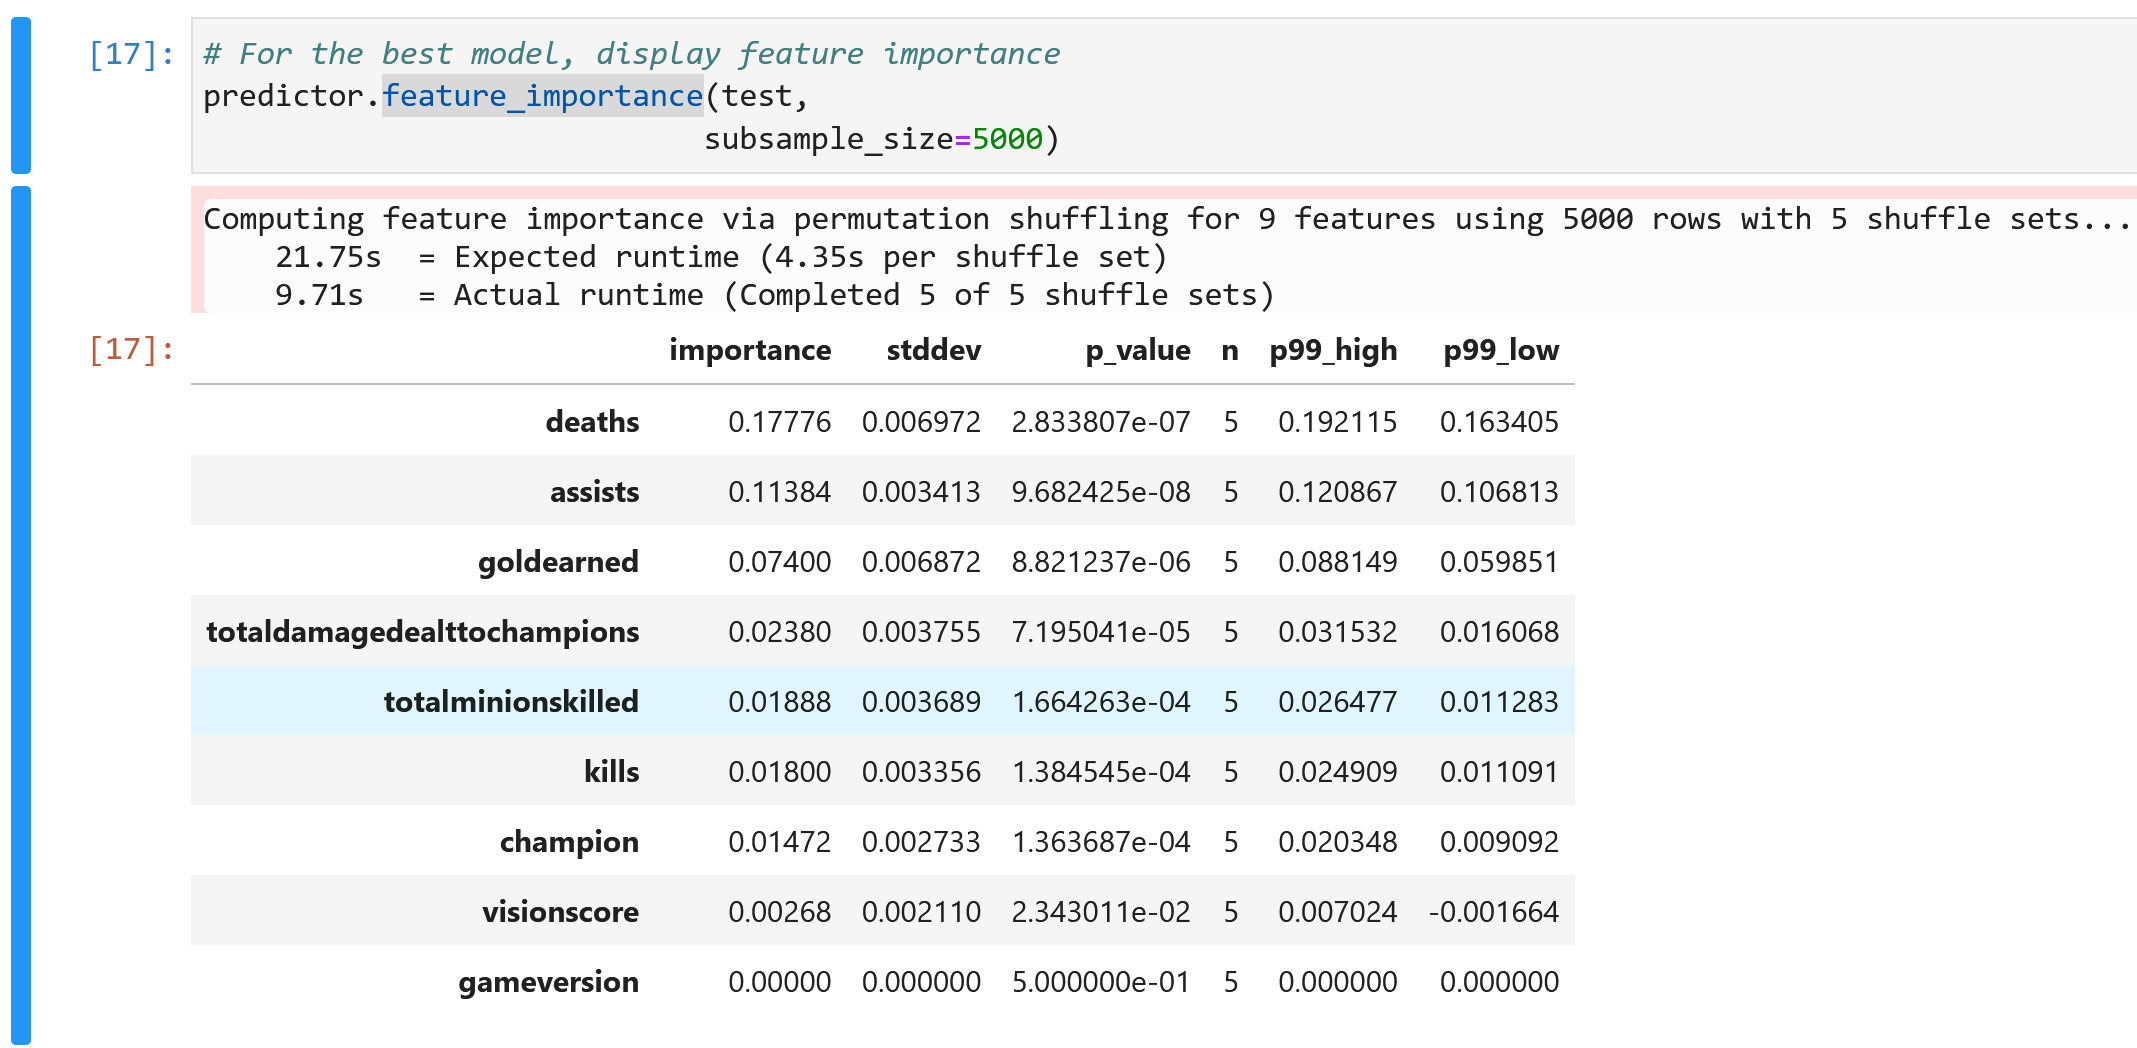 [17]: # For the best model, display feature importance
predictor.feature_importance(test,
subsample_size=5000)
Computing feature importance via permutation shuffling for 9 features using 5000 rows with 5 shuffle sets...
21.75s = Expected runtime (4.35s per shuffle set)
9.71s = Actual runtime (Completed 5 of 5 shuffle sets)
[17]: importance stddev p_value n p99_high p99_low
deaths 0.17776 0.006972 2.833807e-07 5 0.192115 0.163405
assists 0.11384 0.003413 9.682425e-08 5 0.120867 0.106813
goldearned 0.07400 0.006872 8.821237e-06 5 0.088149 0.059851
totaldamagedealttochampions 0.02380 0.003755 7.195041e-05 5 0.031532 0.016068
totalminionskilled 0.01888 0.003689 1.664263e-04 5 0.026477 0.011283
kills 0.01800 0.003356 1.384545e-04 5 0.024909 0.011091
champion 0.01472 0.002733 1.363687e-04 5 0.020348 0.009092
visionscore 0.00268 0.002110 2.343011e-02 5 0.007024 -0.001664
gameversion 0.00000 0.000000 5.000000e-01 5 0.000000 0.000000